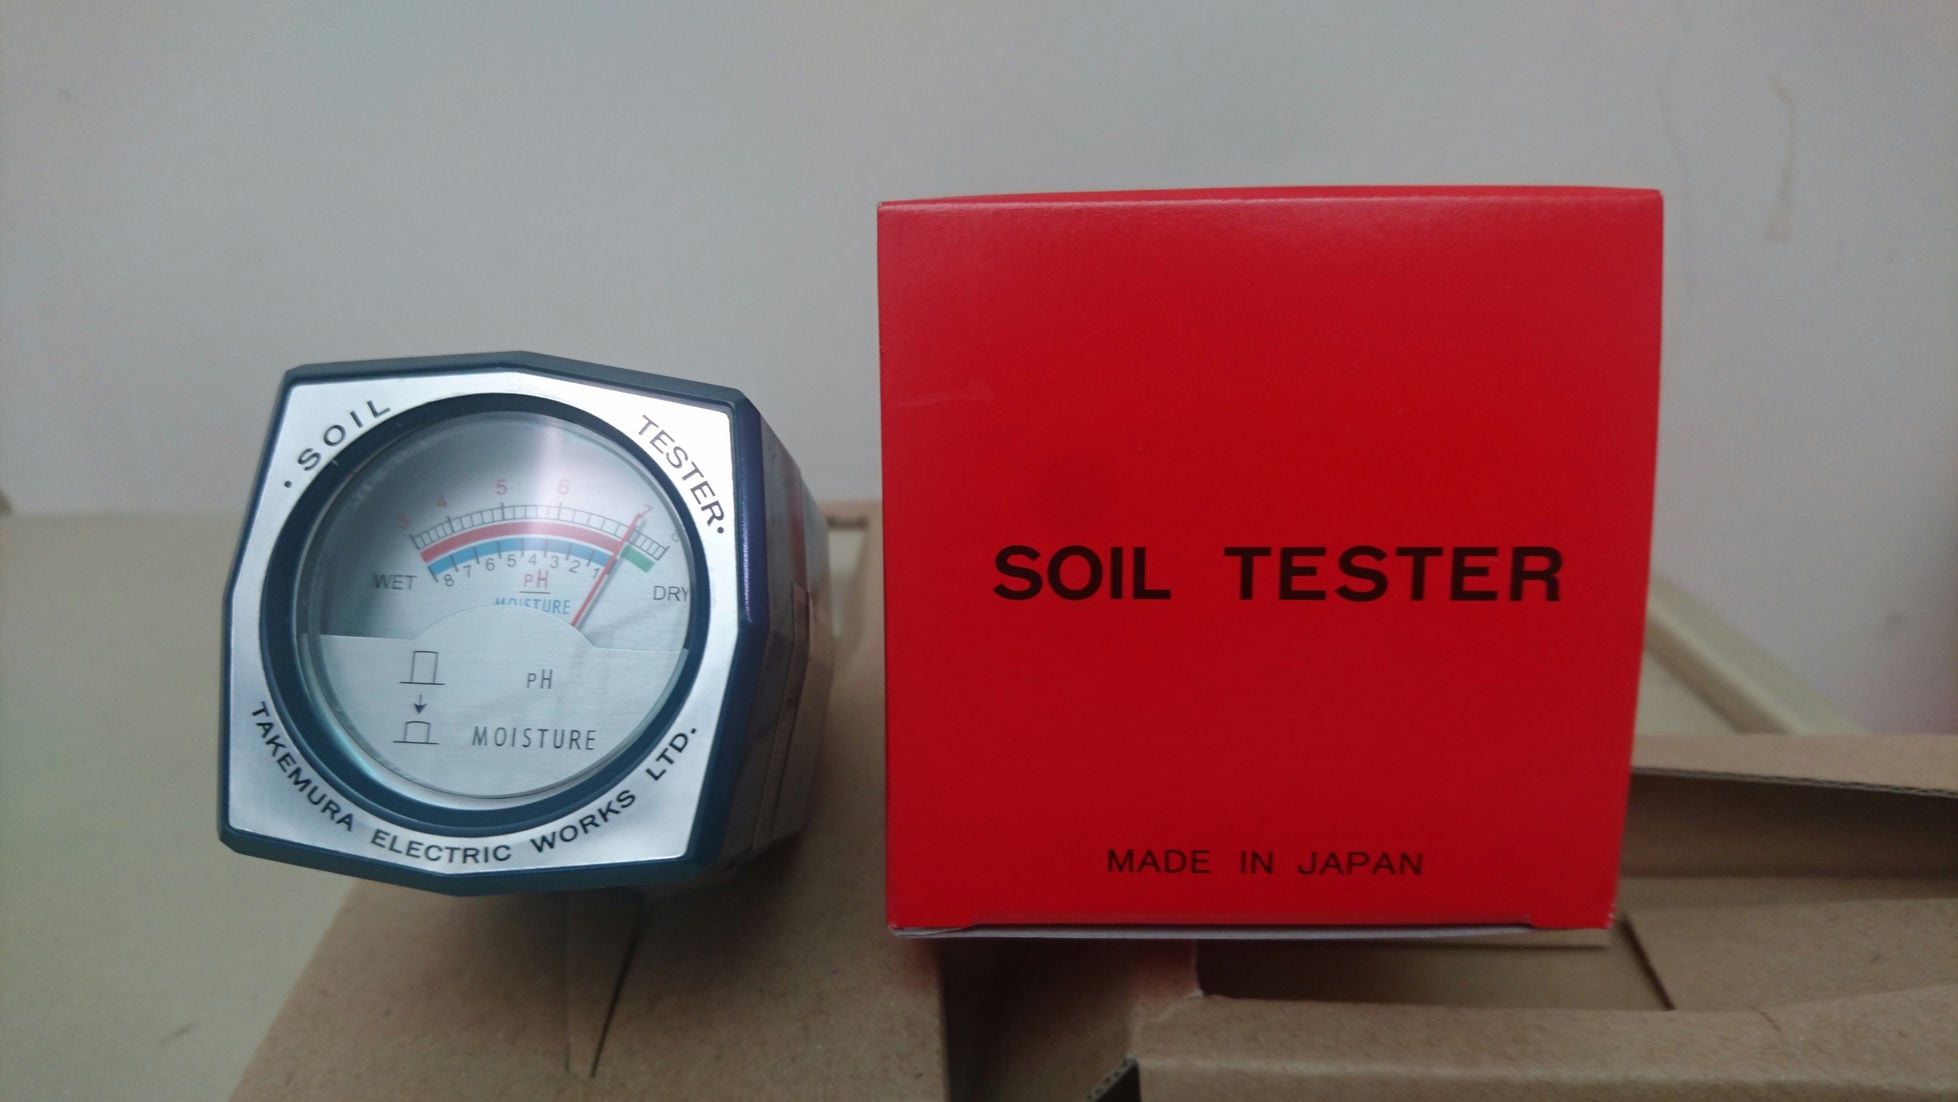 · SOIL TESTER ·
3 4 5 6 7 8
8 7 6 5 4 3 2 1
WET pH DRY
MOISTURE
pH
MOISTURE
TAKEMURA ELECTRIC WORKS LTD.
SOIL TESTER
MADE IN JAPAN